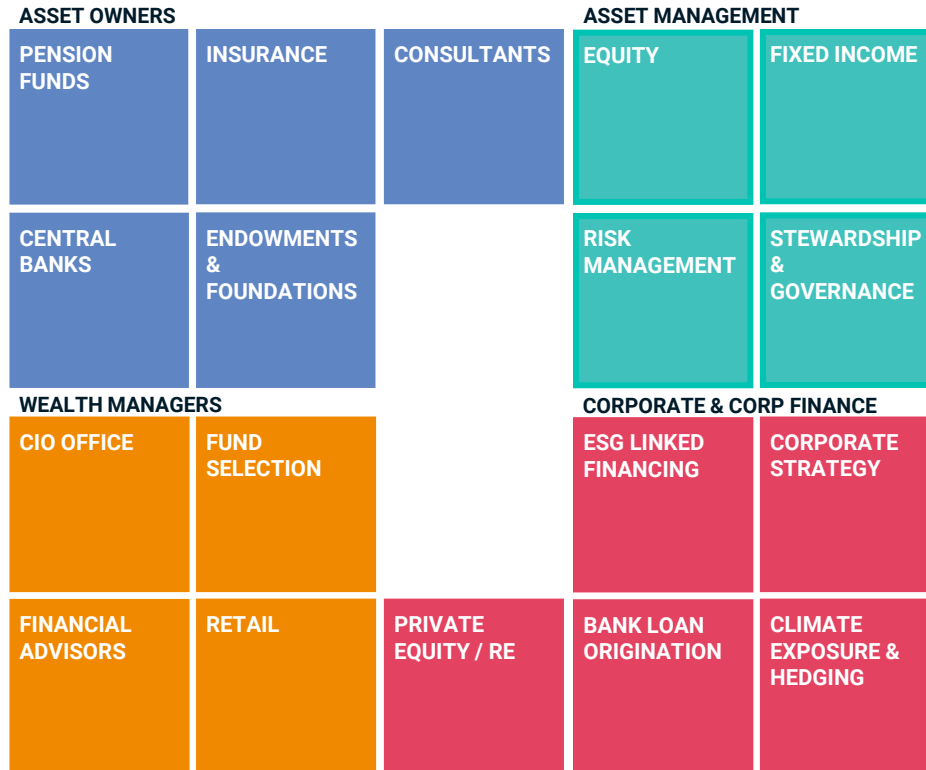 ASSET OWNERS
PENSION
FUNDS
INSURANCE
CONSULTANTS
CENTRAL
BANKS
ENDOWMENTS
&
FOUNDATIONS
ASSET MANAGEMENT
EQUITY
FIXED INCOME
RISK
MANAGEMENT
STEWARDSHIP
&
GOVERNANCE
WEALTH MANAGERS
CIO OFFICE
FUND
SELECTION
FINANCIAL
ADVISORS
RETAIL
CORPORATE & CORP FINANCE
ESG LINKED
FINANCING
CORPORATE
STRATEGY
PRIVATE
EQUITY / RE
BANK LOAN
ORIGINATION
CLIMATE
EXPOSURE &
HEDGING